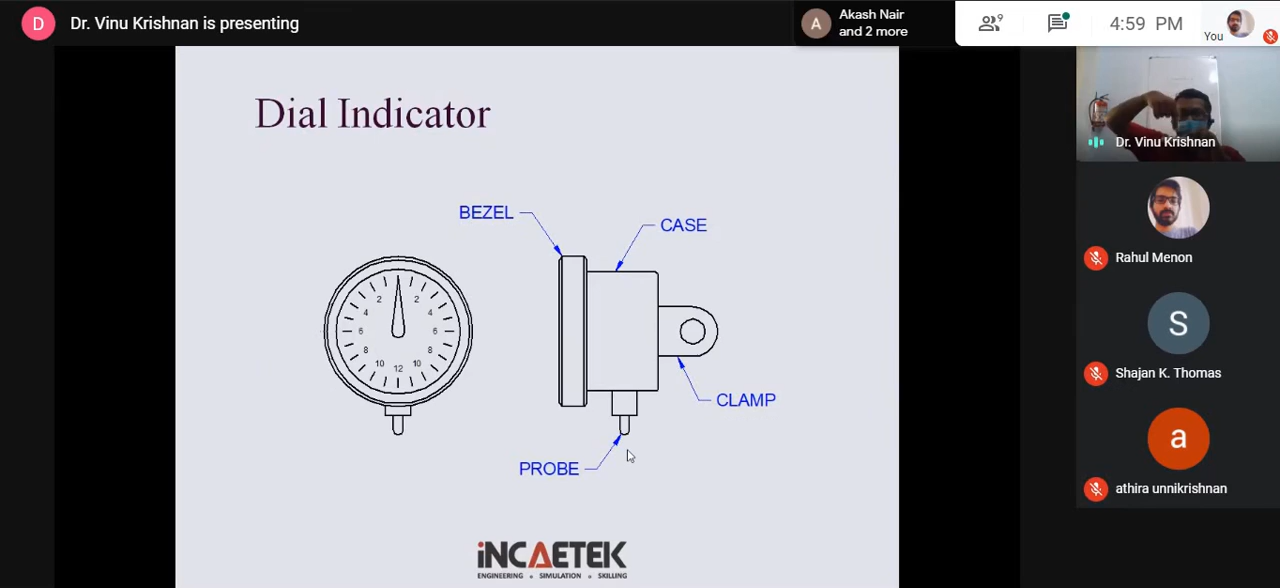 D
Dr. Vinu Krishnan is presenting
A
Akash Nair
and 2 more
9
4:59 PM
You
Dial Indicator
BEZEL
CASE
2 2
4 4
6 6
8 8
10 12 10
CLAMP
PROBE
iNCAETEK
ENGINEERING • SIMULATION • SKILLING
Dr. Vinu Krishnan
Rahul Menon
S
Shajan K. Thomas
a
athira unnikrishnan